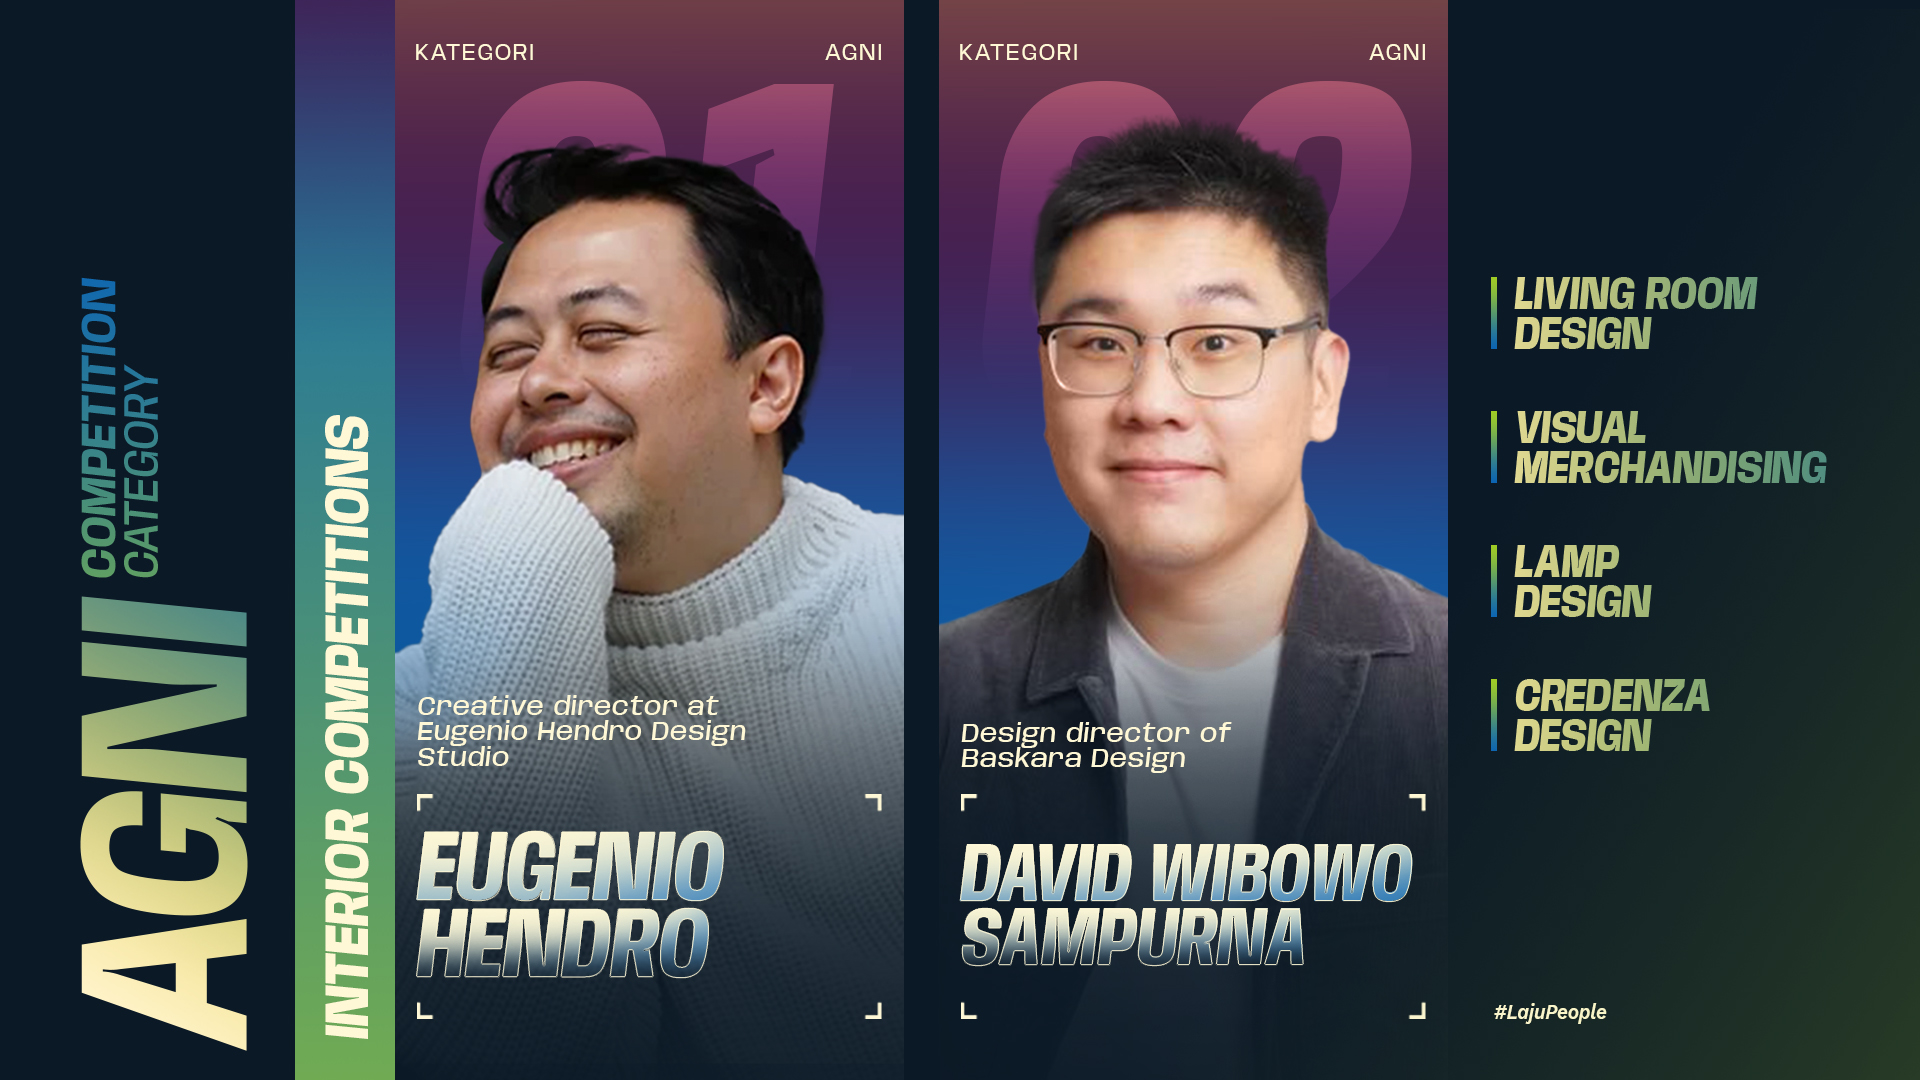 AGNI
COMPETITION
CATEGORY
INTERIOR COMPETITIONS
KATEGORI AGNI
01
Creative director at
Eugenio Hendro Design
Studio
EUGENIO
HENDRO
KATEGORI AGNI
02
Design director of
Baskara Design
DAVID WIBOWO
SAMPURNA
LIVING ROOM
DESIGN
VISUAL
MERCHANDISING
LAMP
DESIGN
CREDENZA
DESIGN
#LajuPeople